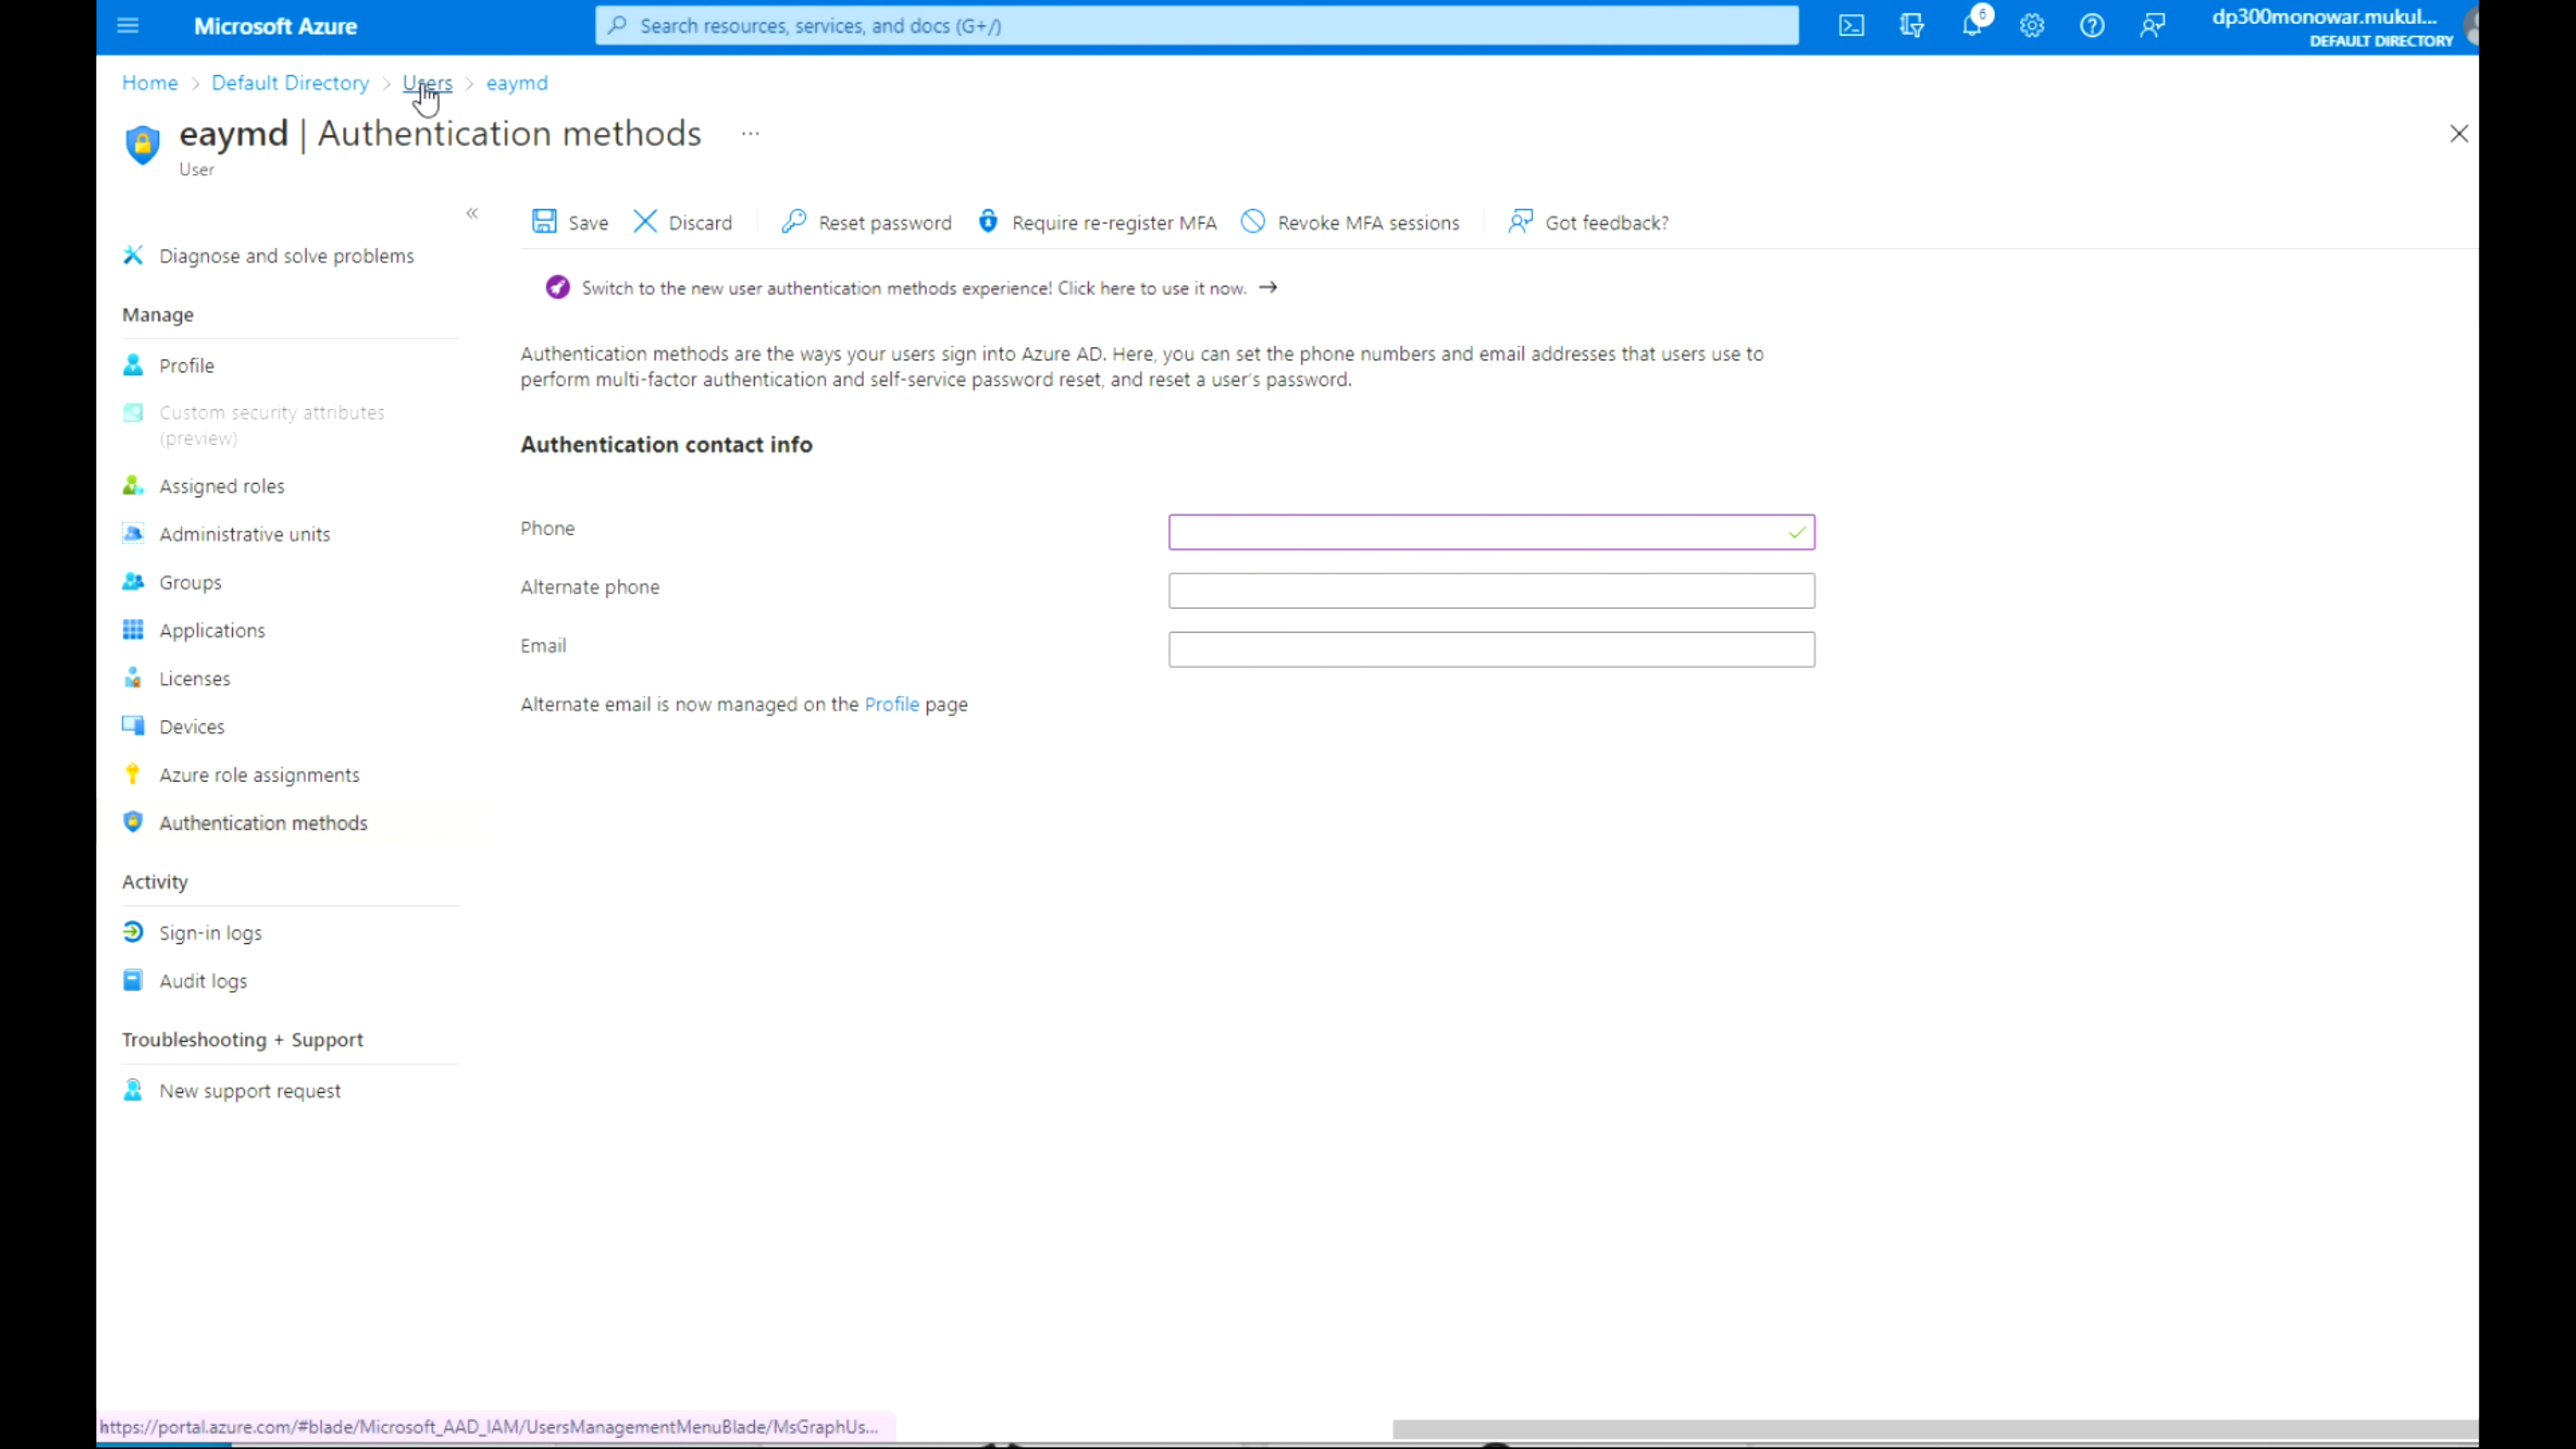 Microsoft Azure
Search resources, services, and docs (G+/)
6
dp300monowar.mukul...
DEFAULT DIRECTORY
Home > Default Directory > Users > eaymd
eaymd | Authentication methods ...
User
«
Save Discard Reset password Require re-register MFA Revoke MFA sessions Got feedback?
Diagnose and solve problems
Switch to the new user authentication methods experience! Click here to use it now. →
Manage
Profile
Custom security attributes
(preview)
Assigned roles
Administrative units
Groups
Applications
Licenses
Devices
Azure role assignments
Authentication methods
Activity
Sign-in logs
Audit logs
Troubleshooting + Support
New support request
Authentication methods are the ways your users sign into Azure AD. Here, you can set the phone numbers and email addresses that users use to
perform multi-factor authentication and self-service password reset, and reset a user's password.
Authentication contact info
Phone
Alternate phone
Email
Alternate email is now managed on the Profile page
https://portal.azure.com/#blade/Microsoft_AAD_IAM/UsersManagementMenuBlade/MsGraphUs...